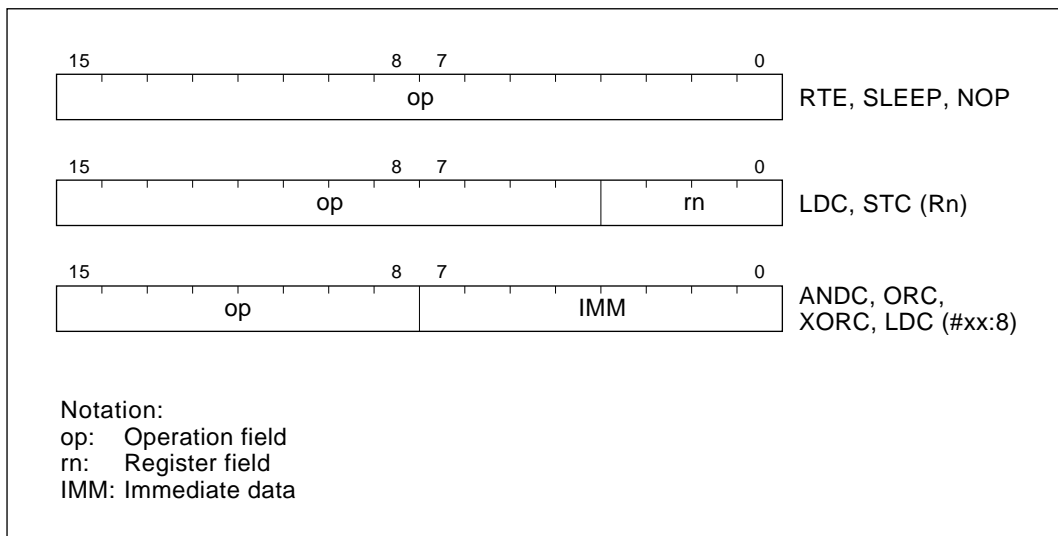 15 8 7 0
op
RTE, SLEEP, NOP
15 8 7 0
op rn
LDC, STC (Rn)
15 8 7 0
op IMM
ANDC, ORC,
XORC, LDC (#xx:8)
Notation:
op: Operation field
rn: Register field
IMM: Immediate data